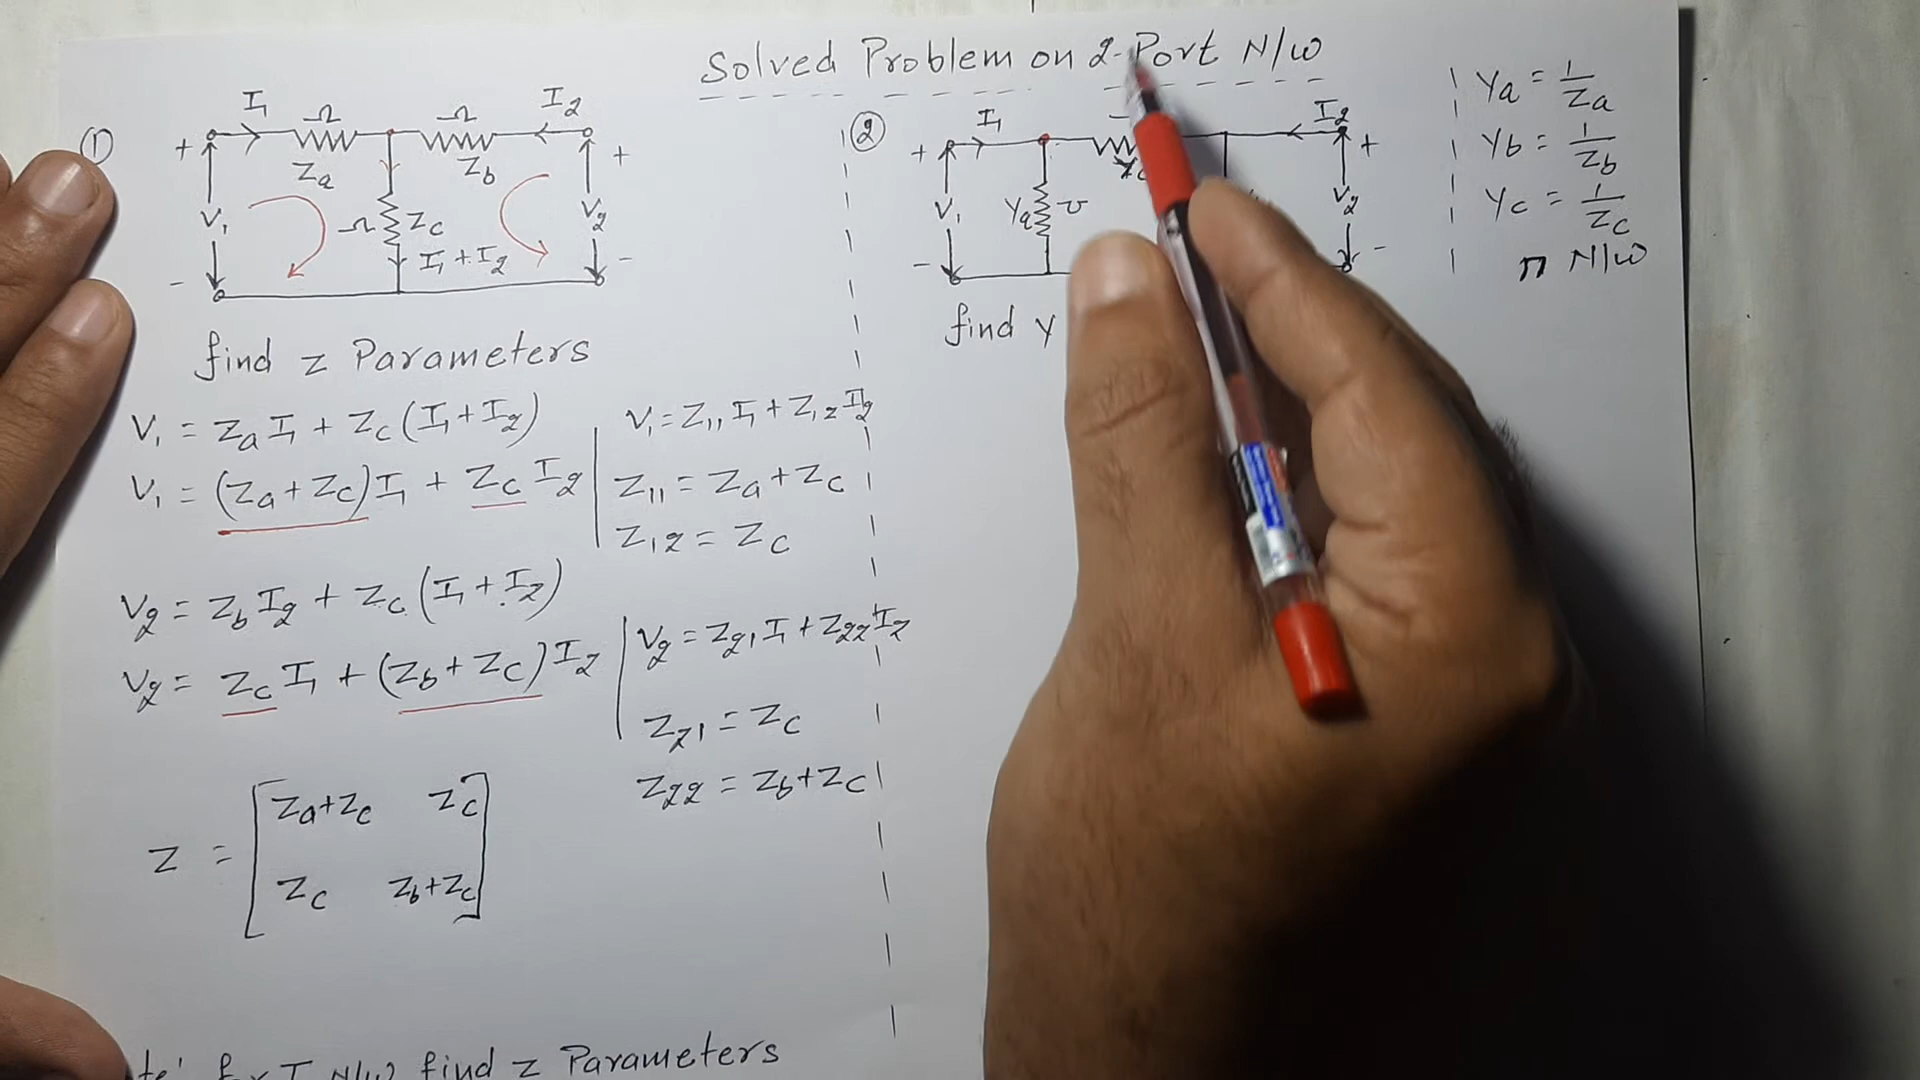 Solved Problem on 2-Port N/W
①
I1
Ω
Ω
I2
+
Za
Zb
+
V1
Ω
Zc
V2
I1 + I2
-
-
find z Parameters
V1 = Za I1 + Zc (I1 + I2)
V1 = (Za + Zc) I1 + Zc I2
V1 = Z11 I1 + Z12 I2
Z11 = Za + Zc
Z12 = Zc
V2 = Zb I2 + Zc (I1 + I2)
V2 = Zc I1 + (Zb + Zc) I2
V2 = Z21 I1 + Z22 I2
Z21 = Zc
Z22 = Zb + Zc
Z = [ Za+Zc Zc
Zc Zb+Zc ]
for T N/W find z Parameters
②
I1
I2
+
+
V1
Ya
℧
V2
-
-
find Y
Ya = 1/Za
Yb = 1/Zb
Yc = 1/Zc
π N/W